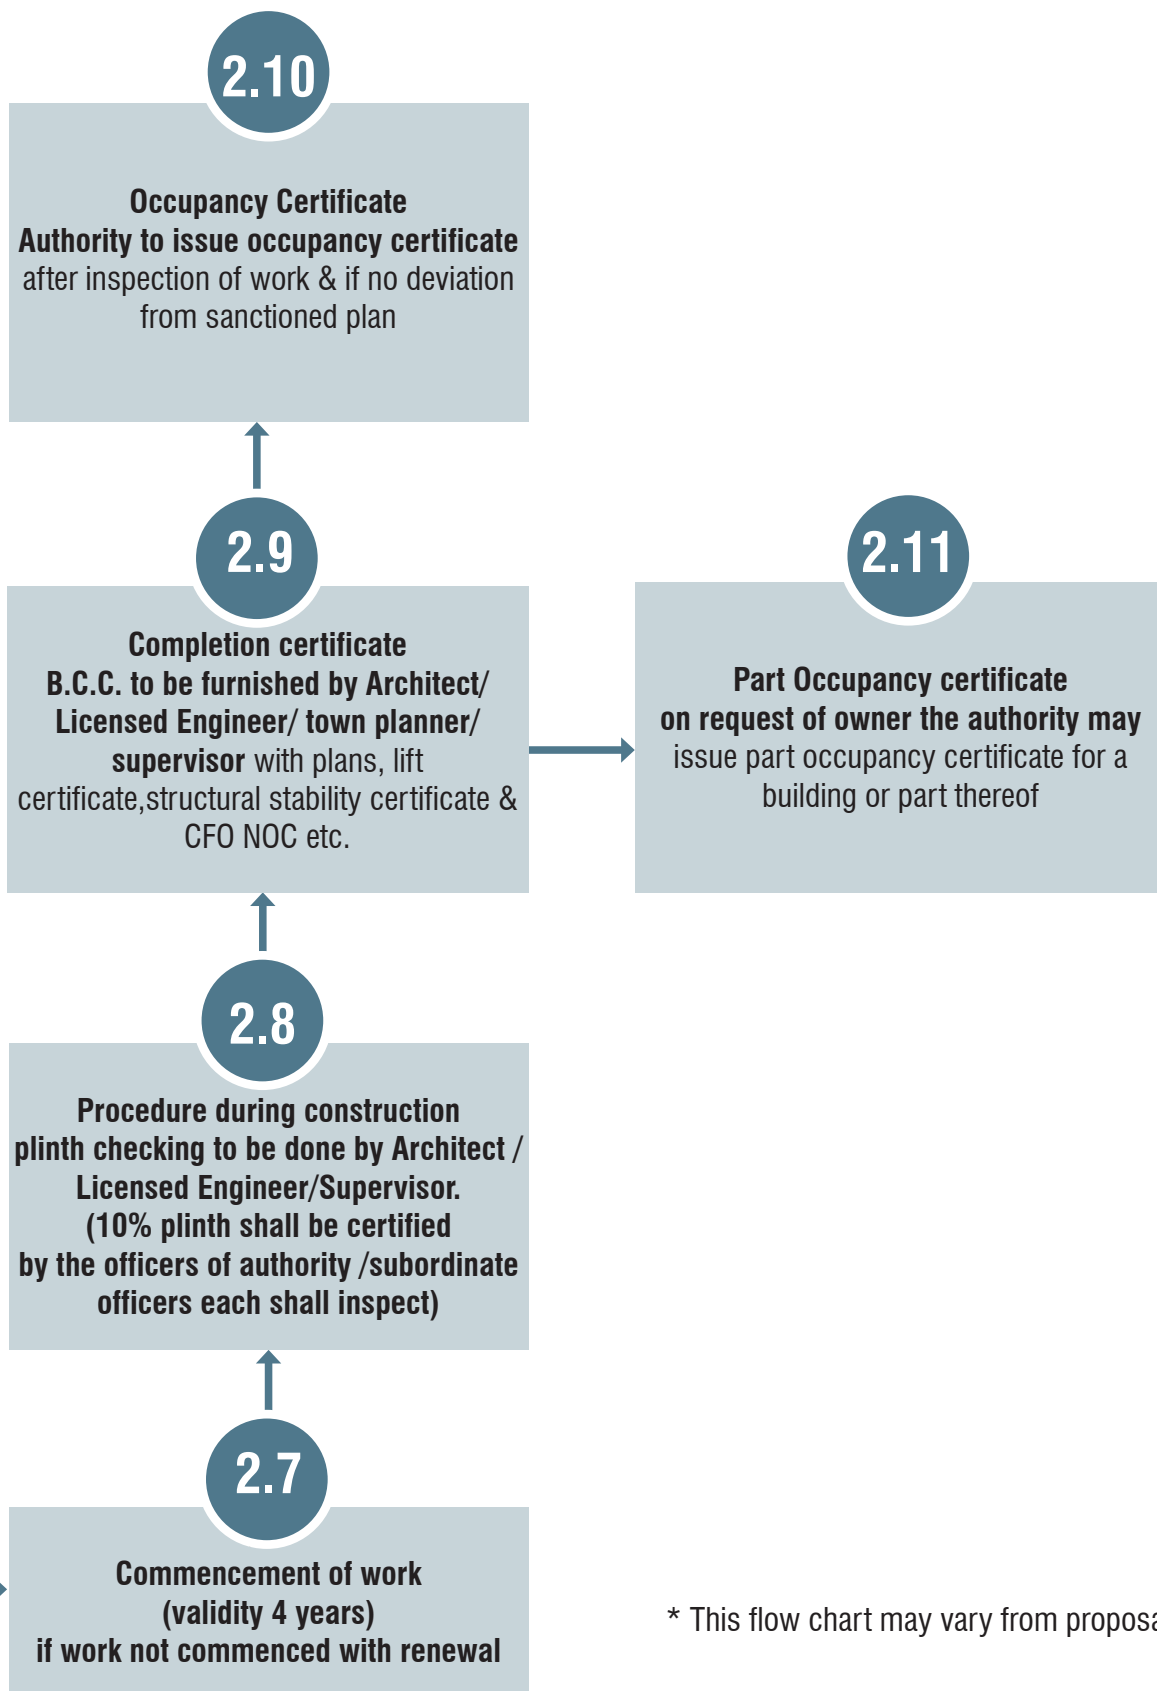 2.10
Occupancy Certificate
Authority to issue occupancy certificate
after inspection of work & if no deviation
from sanctioned plan
2.9
Completion certificate
B.C.C. to be furnished by Architect/
Licensed Engineer/ town planner/
supervisor with plans, lift
certificate,structural stability certificate &
CFO NOC etc.
2.11
Part Occupancy certificate
on request of owner the authority may
issue part occupancy certificate for a
building or part thereof
2.8
Procedure during construction
plinth checking to be done by Architect /
Licensed Engineer/Supervisor.
(10% plinth shall be certified
by the officers of authority /subordinate
officers each shall inspect)
2.7
Commencement of work
(validity 4 years)
if work not commenced with renewal
* This flow chart may vary from proposa